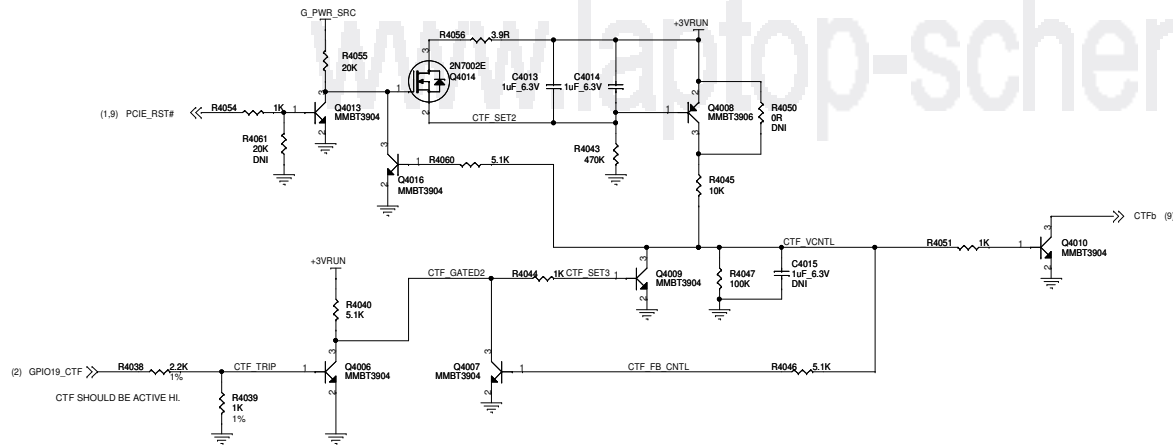 www.laptop-schem
G_PWR_SRC
R4055
20K
R4056 3.9R
+3VRUN
2N7002E
Q4014
C4013
1uF_6.3V
C4014
1uF_6.3V
(1,9) PCIE_RST#
R4054 1K
Q4013
MMBT3904
R4061
20K
DNI
CTF_SET2
Q4008
MMBT3906
R4050
0R
DNI
R4043
470K
R4060 5.1K
Q4016
MMBT3904
R4045
10K
CTFb (9)
CTF_VCNTL
R4051 1K
Q4010
MMBT3904
+3VRUN
CTF_GATED2
R4044 1K
CTF_SET3
Q4009
MMBT3904
R4047
100K
C4015
1uF_6.3V
DNI
R4040
5.1K
(2) GPIO19_CTF
R4038 2.2K
1%
CTF_TRIP
Q4006
MMBT3904
Q4007
MMBT3904
CTF_FB_CNTL
R4046 5.1K
CTF SHOULD BE ACTIVE HI.
R4039
1K
1%